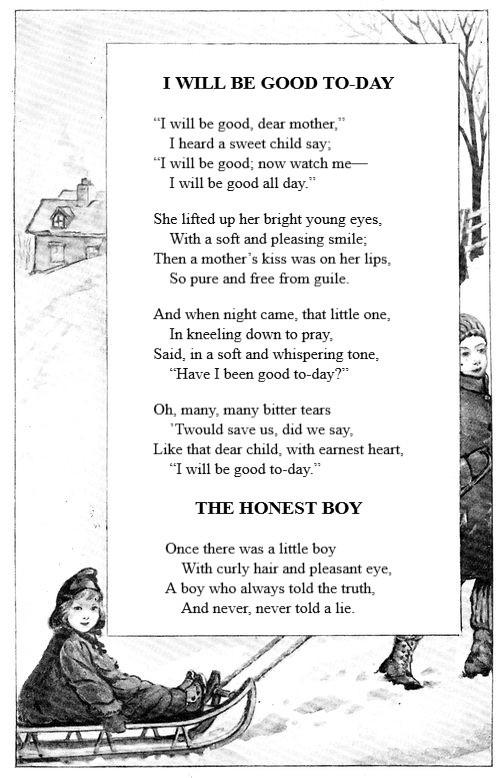 I WILL BE GOOD TO-DAY
“I will be good, dear mother,”
I heard a sweet child say;
“I will be good; now watch me—
I will be good all day.”
She lifted up her bright young eyes,
With a soft and pleasing smile;
Then a mother’s kiss was on her lips,
So pure and free from guile.
And when night came, that little one,
In kneeling down to pray,
Said, in a soft and whispering tone,
“Have I been good to-day?”
Oh, many, many bitter tears
’Twould save us, did we say,
Like that dear child, with earnest heart,
“I will be good to-day.”
THE HONEST BOY
Once there was a little boy
With curly hair and pleasant eye,
A boy who always told the truth,
And never, never told a lie.